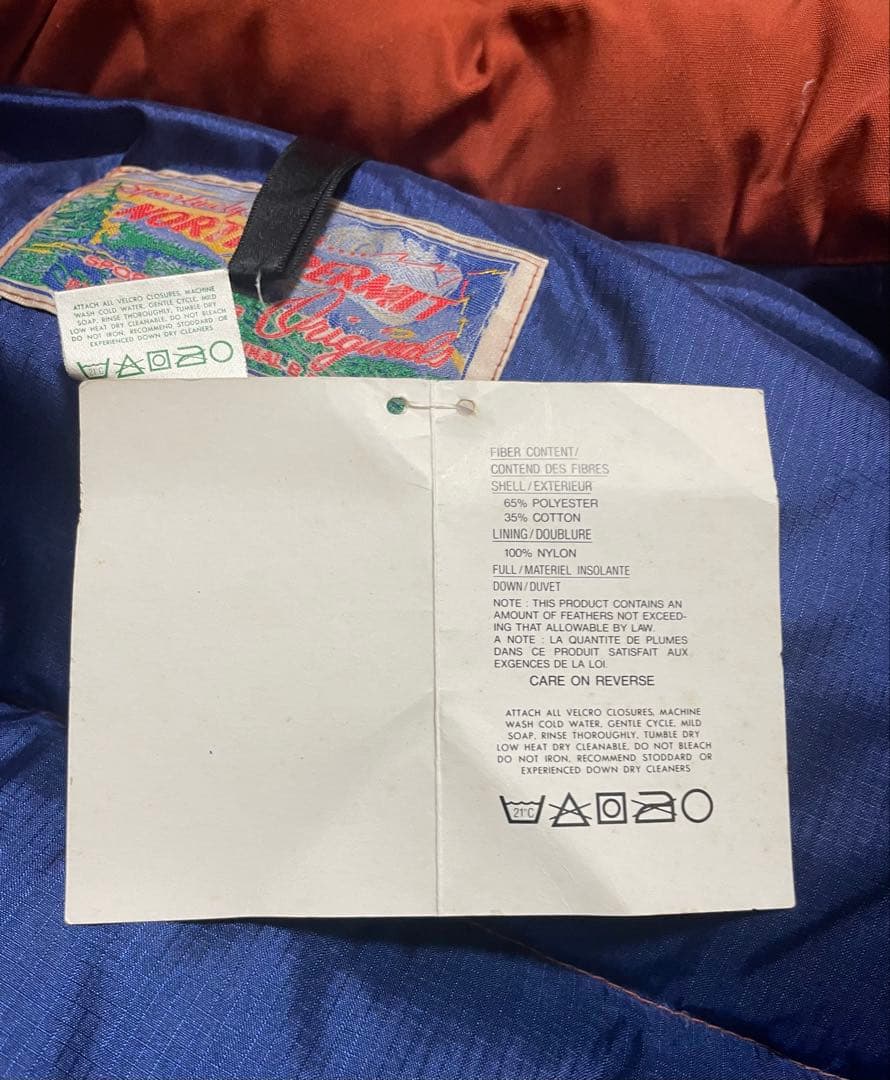 NORT
ERMIT
Originals
SPO
INAL B
ATTACH ALL VELCRO CLOSURES, MACHINE
WASH COLD WATER, GENTLE CYCLE, MILD
SOAP, RINSE THOROUGHLY, TUMBLE DRY
LOW HEAT DRY CLEANABLE, DO NOT BLEACH
DO NOT IRON, RECOMMEND STODDARD OR
EXPERIENCED DOWN DRY CLEANERS
21°C
FIBER CONTENT/
CONTEND DES FIBRES
SHELL/EXTERIEUR
65% POLYESTER
35% COTTON
LINING/DOUBLURE
100% NYLON
FULL/MATERIEL INSOLANTE
DOWN/DUVET
NOTE : THIS PRODUCT CONTAINS AN
AMOUNT OF FEATHERS NOT EXCEED-
ING THAT ALLOWABLE BY LAW.
A NOTE : LA QUANTITE DE PLUMES
DANS CE PRODUIT SATISFAIT AUX
EXGENCES DE LA LOI.
CARE ON REVERSE
ATTACH ALL VELCRO CLOSURES, MACHINE
WASH COLD WATER, GENTLE CYCLE, MILD
SOAP, RINSE THOROUGHLY, TUMBLE DRY
LOW HEAT DRY CLEANABLE, DO NOT BLEACH
DO NOT IRON, RECOMMEND STODDARD OR
EXPERIENCED DOWN DRY CLEANERS
21°C